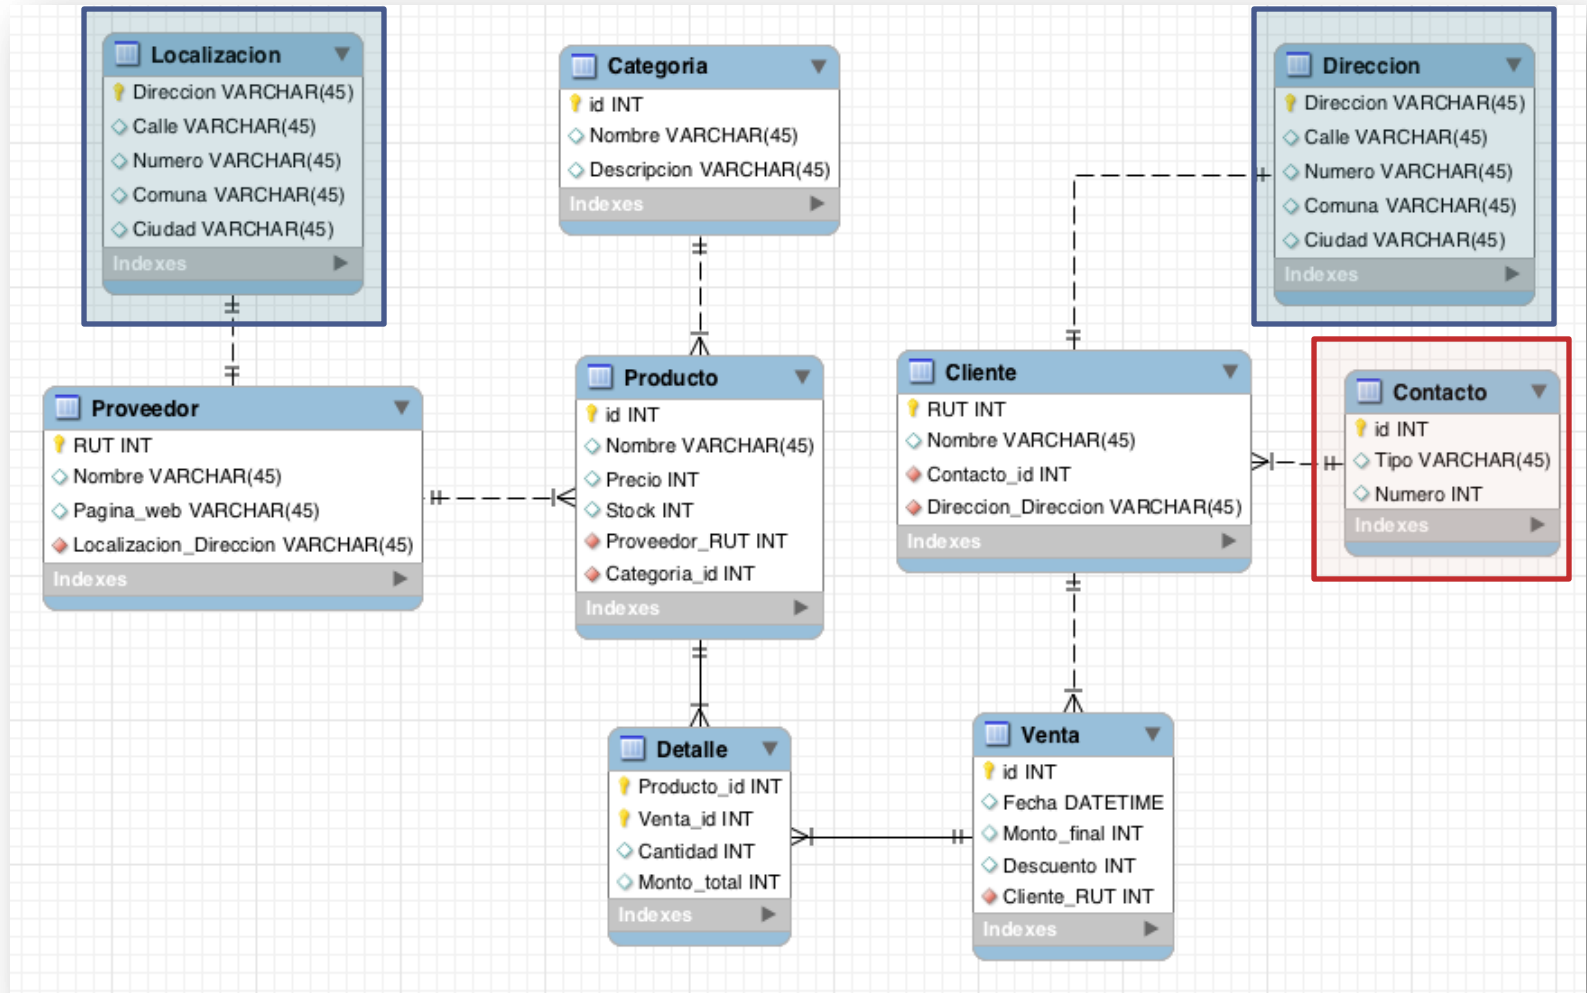 Localizacion
Direccion VARCHAR(45)
Calle VARCHAR(45)
Numero VARCHAR(45)
Comuna VARCHAR(45)
Ciudad VARCHAR(45)
Indexes
Categoria
id INT
Nombre VARCHAR(45)
Descripcion VARCHAR(45)
Indexes
Direccion
Direccion VARCHAR(45)
Calle VARCHAR(45)
Numero VARCHAR(45)
Comuna VARCHAR(45)
Ciudad VARCHAR(45)
Indexes
Proveedor
RUT INT
Nombre VARCHAR(45)
Pagina_web VARCHAR(45)
Localizacion_Direccion VARCHAR(45)
Indexes
Producto
id INT
Nombre VARCHAR(45)
Precio INT
Stock INT
Proveedor_RUT INT
Categoria_id INT
Indexes
Cliente
RUT INT
Nombre VARCHAR(45)
Contacto_id INT
Direccion_Direccion VARCHAR(45)
Indexes
Contacto
id INT
Tipo VARCHAR(45)
Numero INT
Indexes
Detalle
Producto_id INT
Venta_id INT
Cantidad INT
Monto_total INT
Indexes
Venta
id INT
Fecha DATETIME
Monto_final INT
Descuento INT
Cliente_RUT INT
Indexes